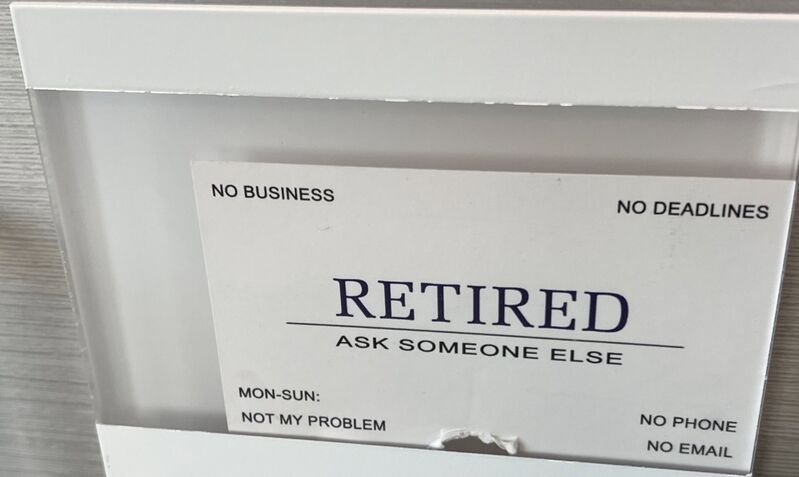 NO BUSINESS
NO DEADLINES
RETIRED
ASK SOMEONE ELSE
MON-SUN:
NOT MY PROBLEM
NO PHONE
NO EMAIL